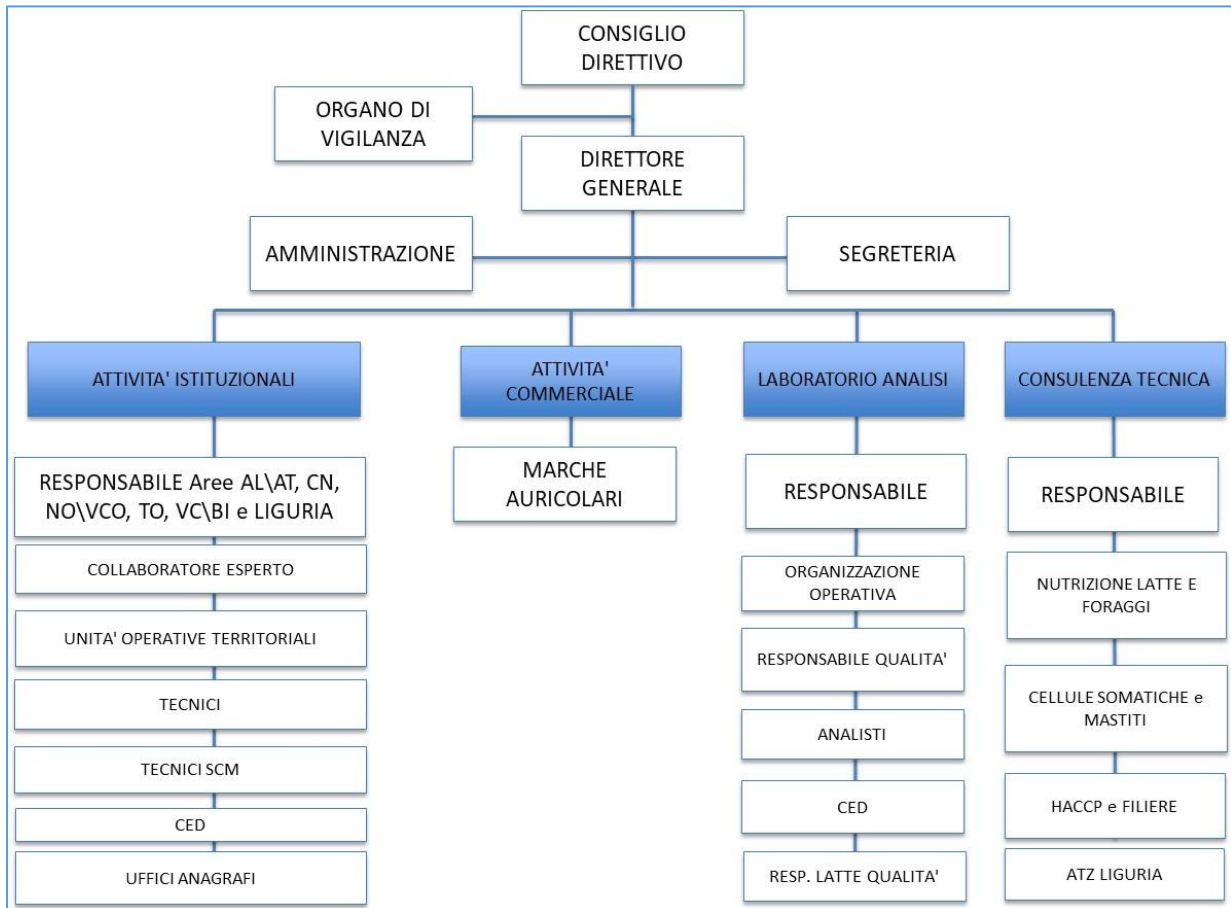 CONSIGLIO
DIRETTIVO
ORGANO DI
VIGILANZA
DIRETTORE
GENERALE
AMMINISTRAZIONE
SEGRETERIA
ATTIVITA' ISTITUZIONALI
ATTIVITA'
COMMERCIALE
LABORATORIO ANALISI
CONSULENZA TECNICA
RESPONSABILE Aree AL\AT, CN,
NO\VCO, TO, VC\BI e LIGURIA
COLLABORATORE ESPERTO
UNITA' OPERATIVE TERRITORIALI
TECNICI
TECNICI SCM
CED
UFFICI ANAGRAFI
MARCHE
AURICOLARI
RESPONSABILE
ORGANIZZAZIONE
OPERATIVA
RESPONSABILE QUALITA'
ANALISTI
CED
RESP. LATTE QUALITA'
RESPONSABILE
NUTRIZIONE LATTE E
FORAGGI
CELLULE SOMATICHE e
MASTITI
HACCP e FILIERE
ATZ LIGURIA